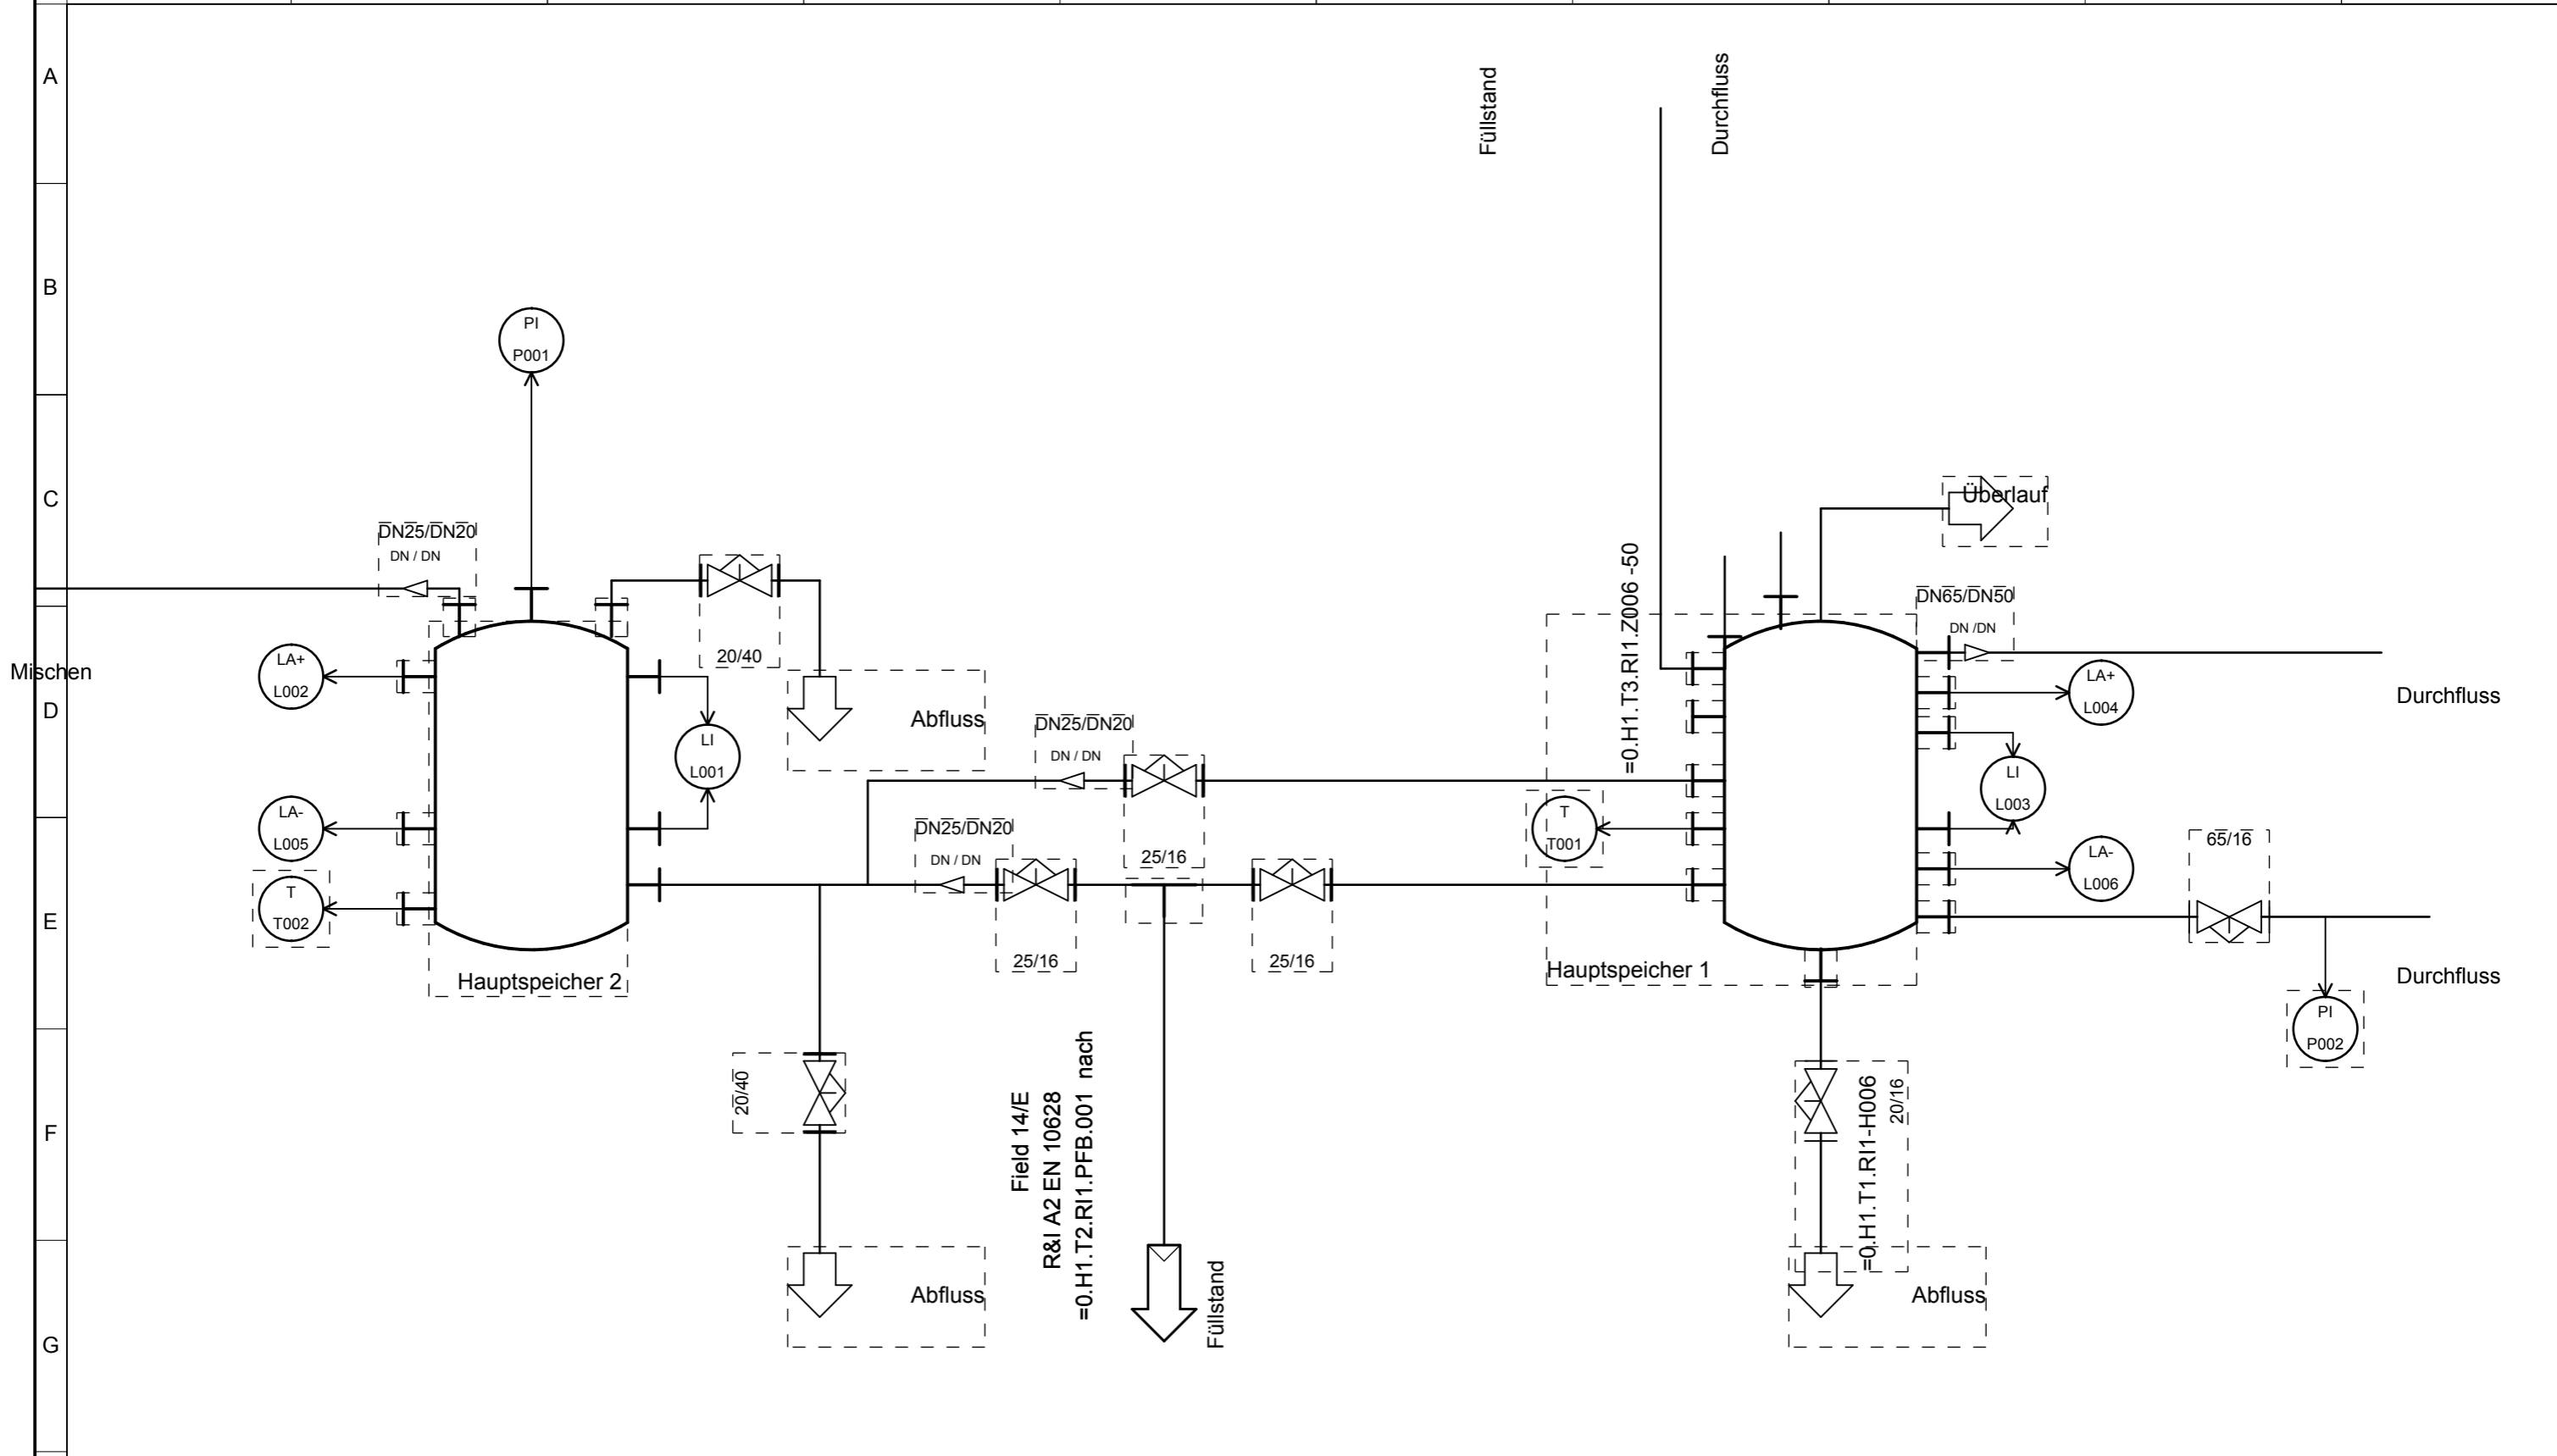 A
B
C
D
E
F
G
Füllstand
Durchfluss
PI
P001
DN25/DN20
DN / DN
20/40
Mischen
LA+
L002
LA-
L005
T
T002
LI
L001
Hauptspeicher 2
Abfluss
DN25/DN20
DN / DN
25/16
DN25/DN20
DN / DN
25/16
25/16
20/40
Abfluss
Field 14/E
R&I A2 EN 10628
=0.H1.T2.RI1.PFB.001 nach
Füllstand
=0.H1.T3.RI1.Z006 -50
Überlauf
DN65/DN50
DN /DN
LA+
L004
Durchfluss
LI
L003
T
T001
LA-
L006
65/16
Hauptspeicher 1
Durchfluss
PI
P002
=0.H1.T1.RI1-H006
20/16
Abfluss